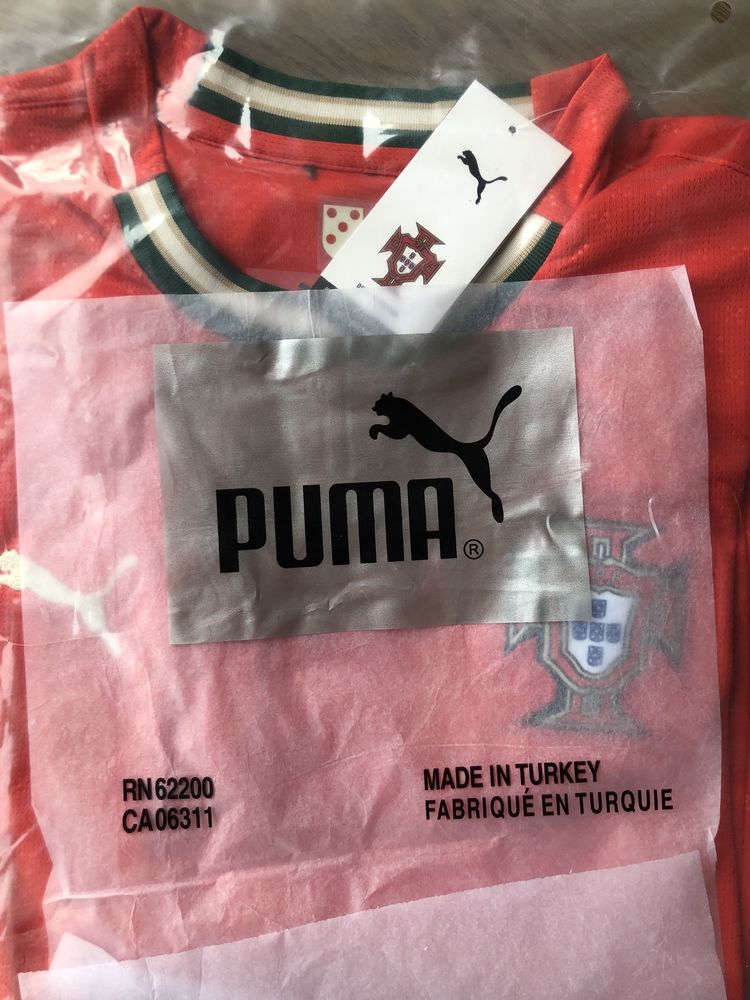 PUMA
®
RN 62200
CA 06311
MADE IN TURKEY
FABRIQUÉ EN TURQUIE